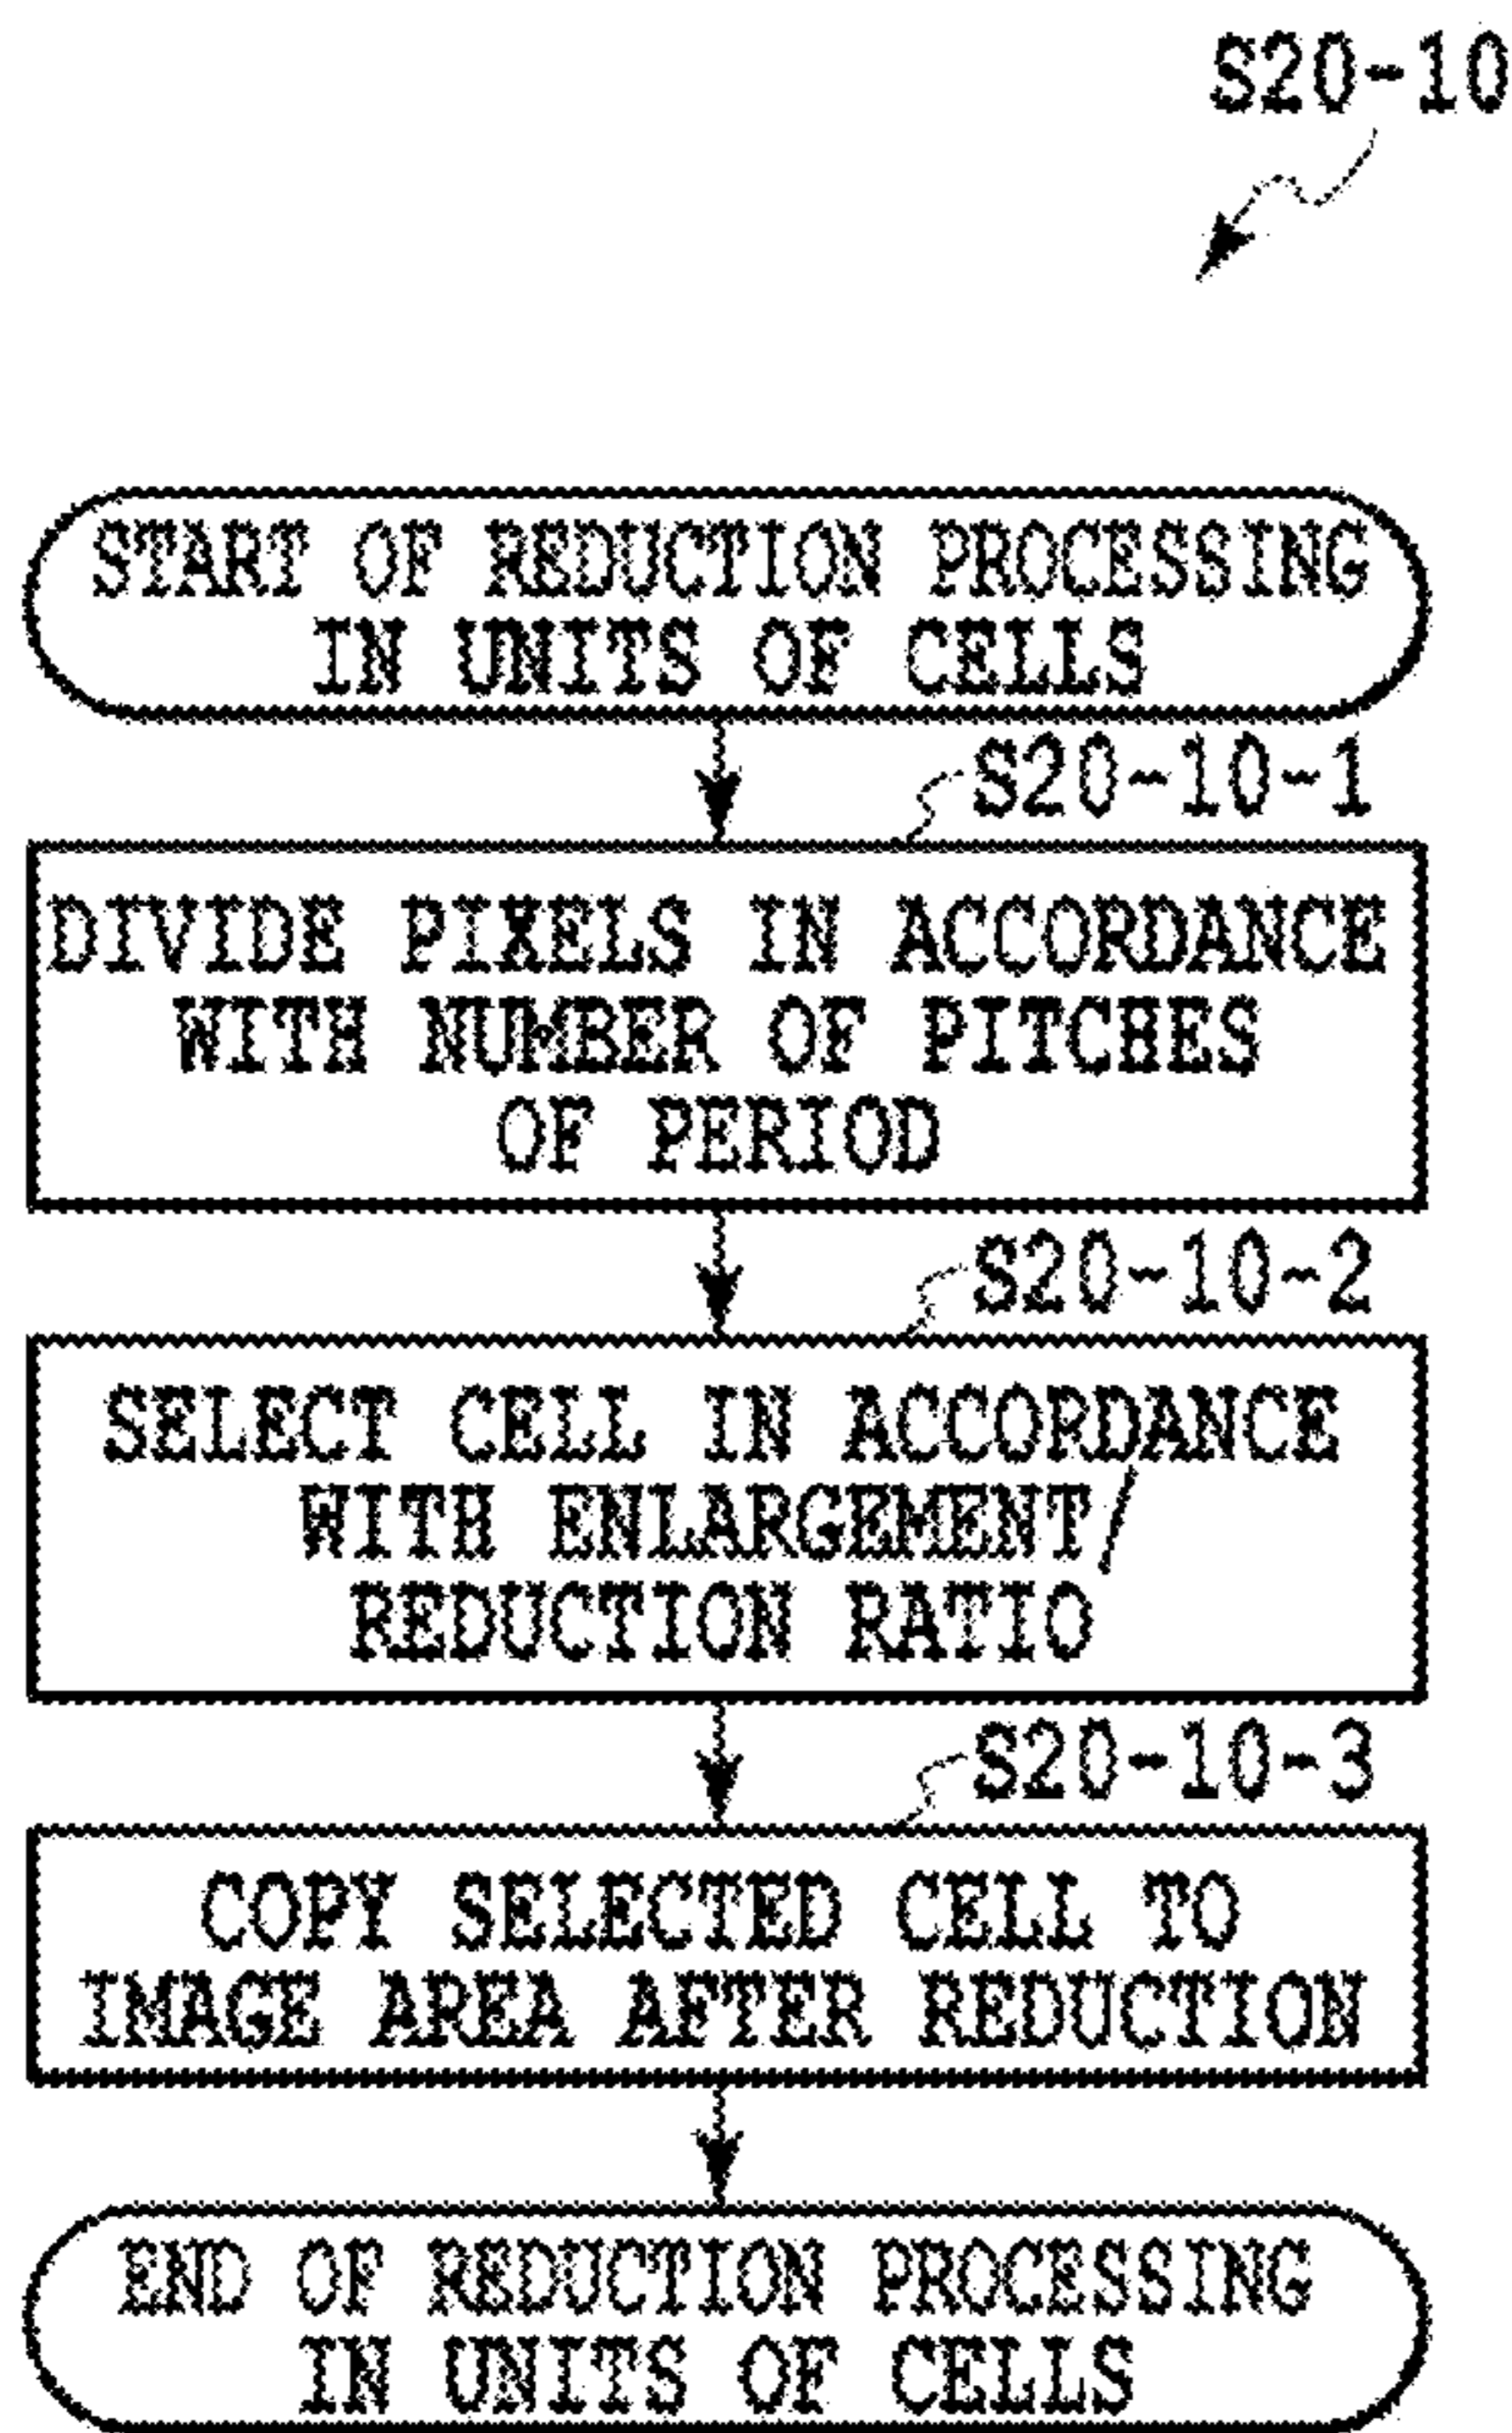 S20-10
START OF REDUCTION PROCESSING
IN UNITS OF CELLS
S20-10-1
DIVIDE PIXELS IN ACCORDANCE
WITH NUMBER OF PITCHES
OF PERIOD
S20-10-2
SELECT CELL IN ACCORDANCE
WITH ENLARGEMENT/
REDUCTION RATIO
S20-10-3
COPY SELECTED CELL TO
IMAGE AREA AFTER REDUCTION
END OF REDUCTION PROCESSING
IN UNITS OF CELLS